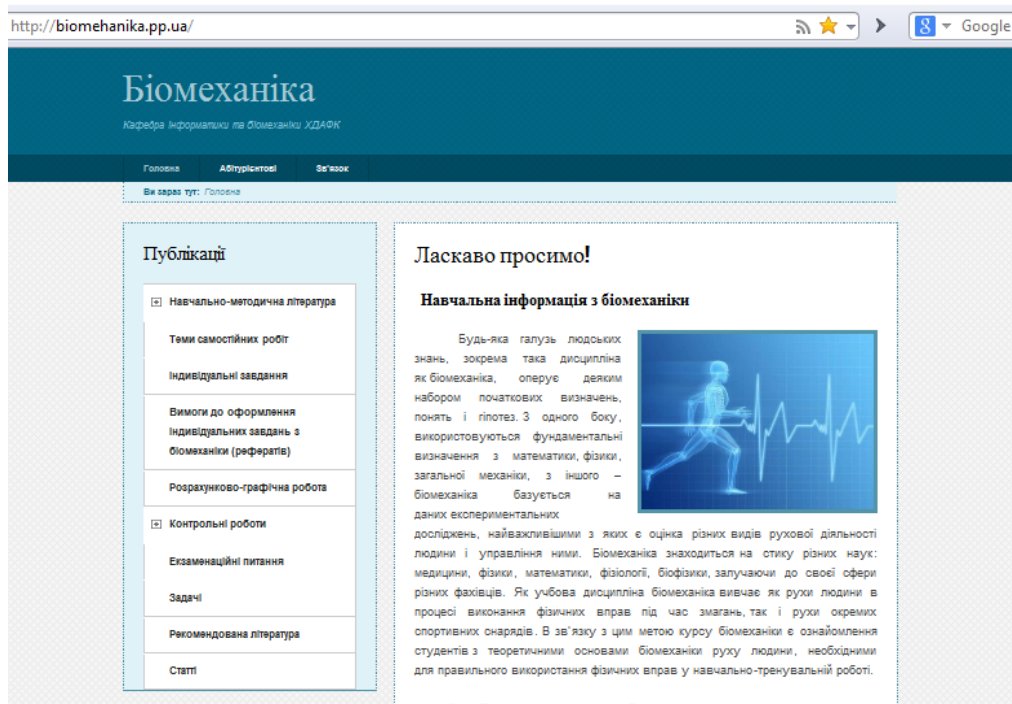 http://biomehanika.pp.ua/
8 Google
Біомеханіка
Кафедра інформатики та біомеханіки ХДАФК
Головна Абітурієнтові Зв'язок
Ви зараз тут: Головна
Публікації
Навчально-методична література
Теми самостійних робіт
Індивідуальні завдання
Вимоги до оформлення
індивідуальних завдань з
біомеханіки (рефератів)
Розрахунково-графічна робота
Контрольні роботи
Екзаменаційні питання
Задачі
Рекомендована література
Статті
Ласкаво просимо!
Навчальна інформація з біомеханіки
Будь-яка галузь людських
знань, зокрема така дисципліна
як біомеханіка, оперує деяким
набором початкових визначень,
понять і гіпотез. З одного боку,
використовуються фундаментальні
визначення з математики, фізики,
загальної механіки, з іншого –
біомеханіка базується на
даних експериментальних
досліджень, найважливішими з яких є оцінка різних видів рухової діяльності
людини і управління ними. Біомеханіка знаходиться на стику різних наук:
медицини, фізики, математики, фізіології, біофізики, залучаючи до своєї сфери
різних фахівців. Як учбова дисципліна біомеханіка вивчає як рухи людини в
процесі виконання фізичних вправ під час змагань, так і рухи окремих
спортивних снарядів. В зв'язку з цим метою курсу біомеханіки є ознайомлення
студентів з теоретичними основами біомеханіки руху людини, необхідними
для правильного використання фізичних вправ у навчально-тренувальній роботі.